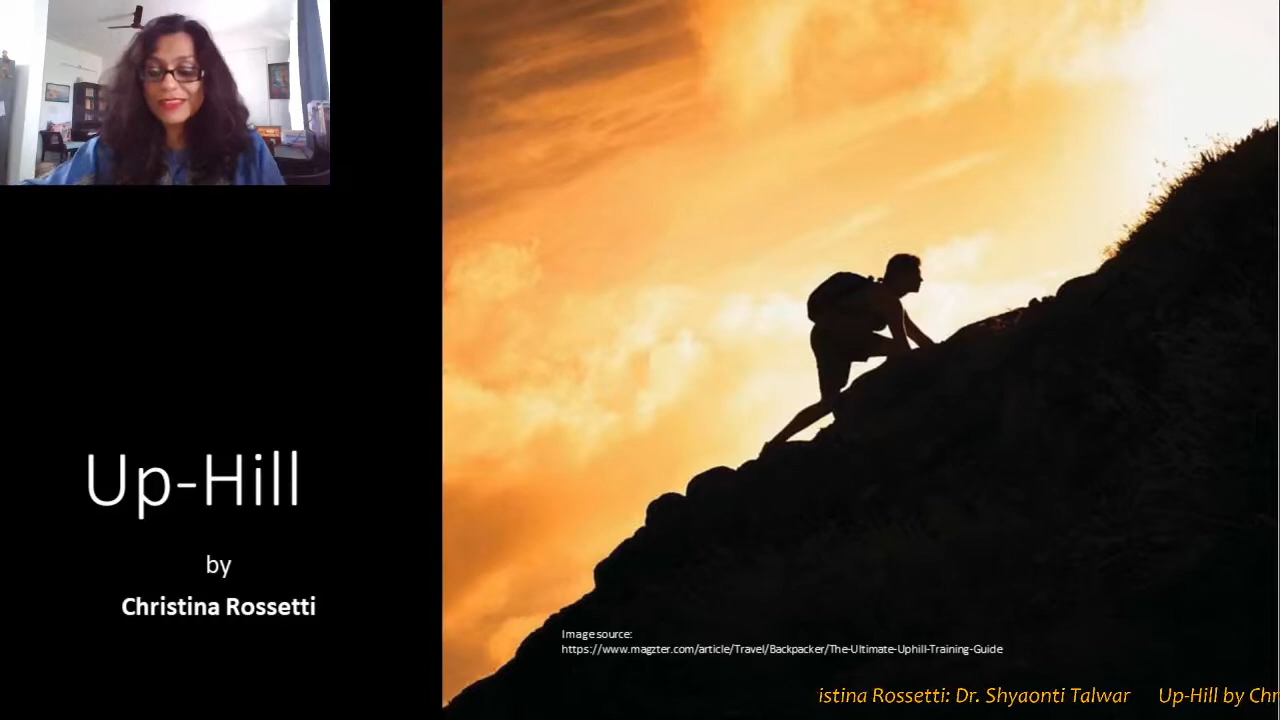 Up-Hill
by
Christina Rossetti
Image source:
https://www.magzter.com/article/Travel/Backpacker/The-Ultimate-Uphill-Training-Guide
istina Rossetti: Dr. Shyaonti Talwar Up-Hill by Chr